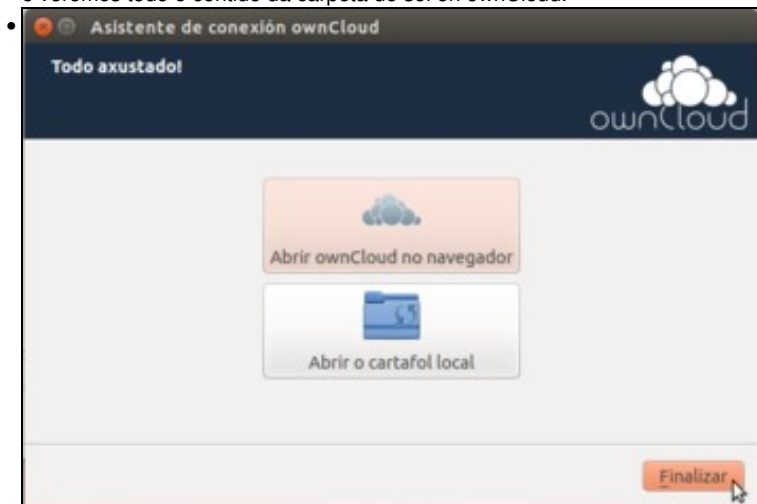 Asistente de conexión ownCloud
Todo axustado!
ownCloud
Abrir ownCloud no navegador
Abrir o cartafol local
Finalizar